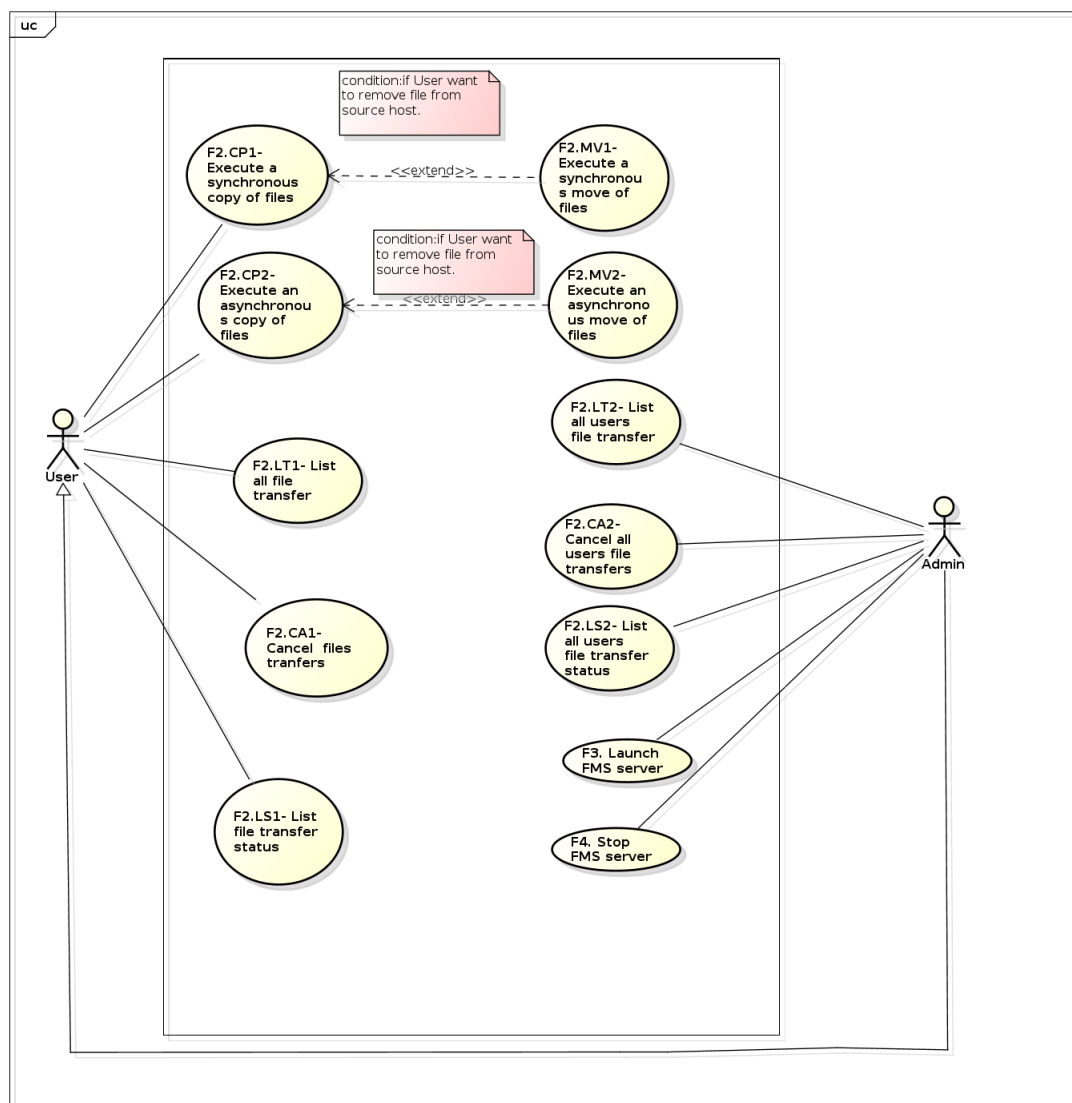 uc
condition:if User want
to remove file from
source host.
F2.CP1-
Execute a
synchronous
copy of files
<<extend>>
F2.MV1-
Execute a
synchronou
s move of
files
condition:if User want
to remove file from
source host.
F2.CP2-
Execute an
asynchronou
s copy of
files
<<extend>>
F2.MV2-
Execute an
asynchrono
us move of
files
F2.LT2- List
all users
file transfer
User
F2.LT1- List
all file
transfer
F2.CA2-
Cancel all
users file
transfers
Admin
F2.CA1-
Cancel  files
tranfers
F2.LS2- List
all users
file transfer
status
F3. Launch
FMS server
F2.LS1- List
file transfer
status
F4. Stop
FMS server